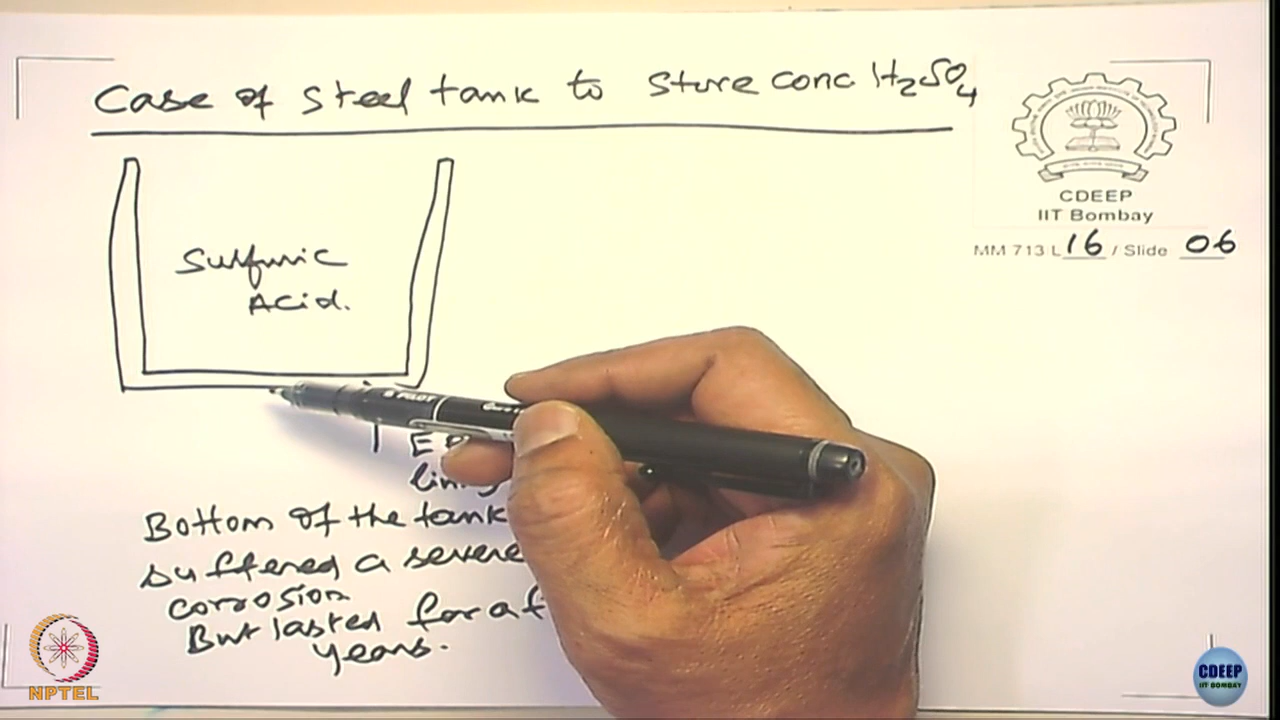 Case of Steel tank to store conc H₂SO₄
CDEEP
IIT Bombay
MM 713 L 16 / Slide 06
Sulfuric
Acid.
PILOT
Bottom of the tank
suffered a severe
corrosion
But lasted for a
years.
NPTEL
CDEEP
IIT BOMBAY